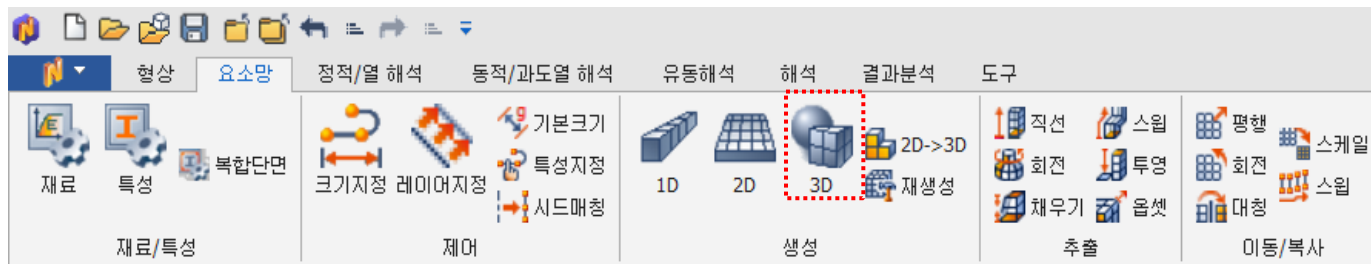 형상 요소망 정적/열 해석 동적/과도열 해석 유동해석 해석 결과분석 도구
재료 특성 복합단면
재료/특성
크기지정 레이어지정 기본크기
특성지정
시드매칭
제어
1D 2D 3D 2D->3D
재생성
생성
직선 스윕
회전 투영
채우기 옵셋
추출
평행 스케일
회전 스윕
대칭
이동/복사